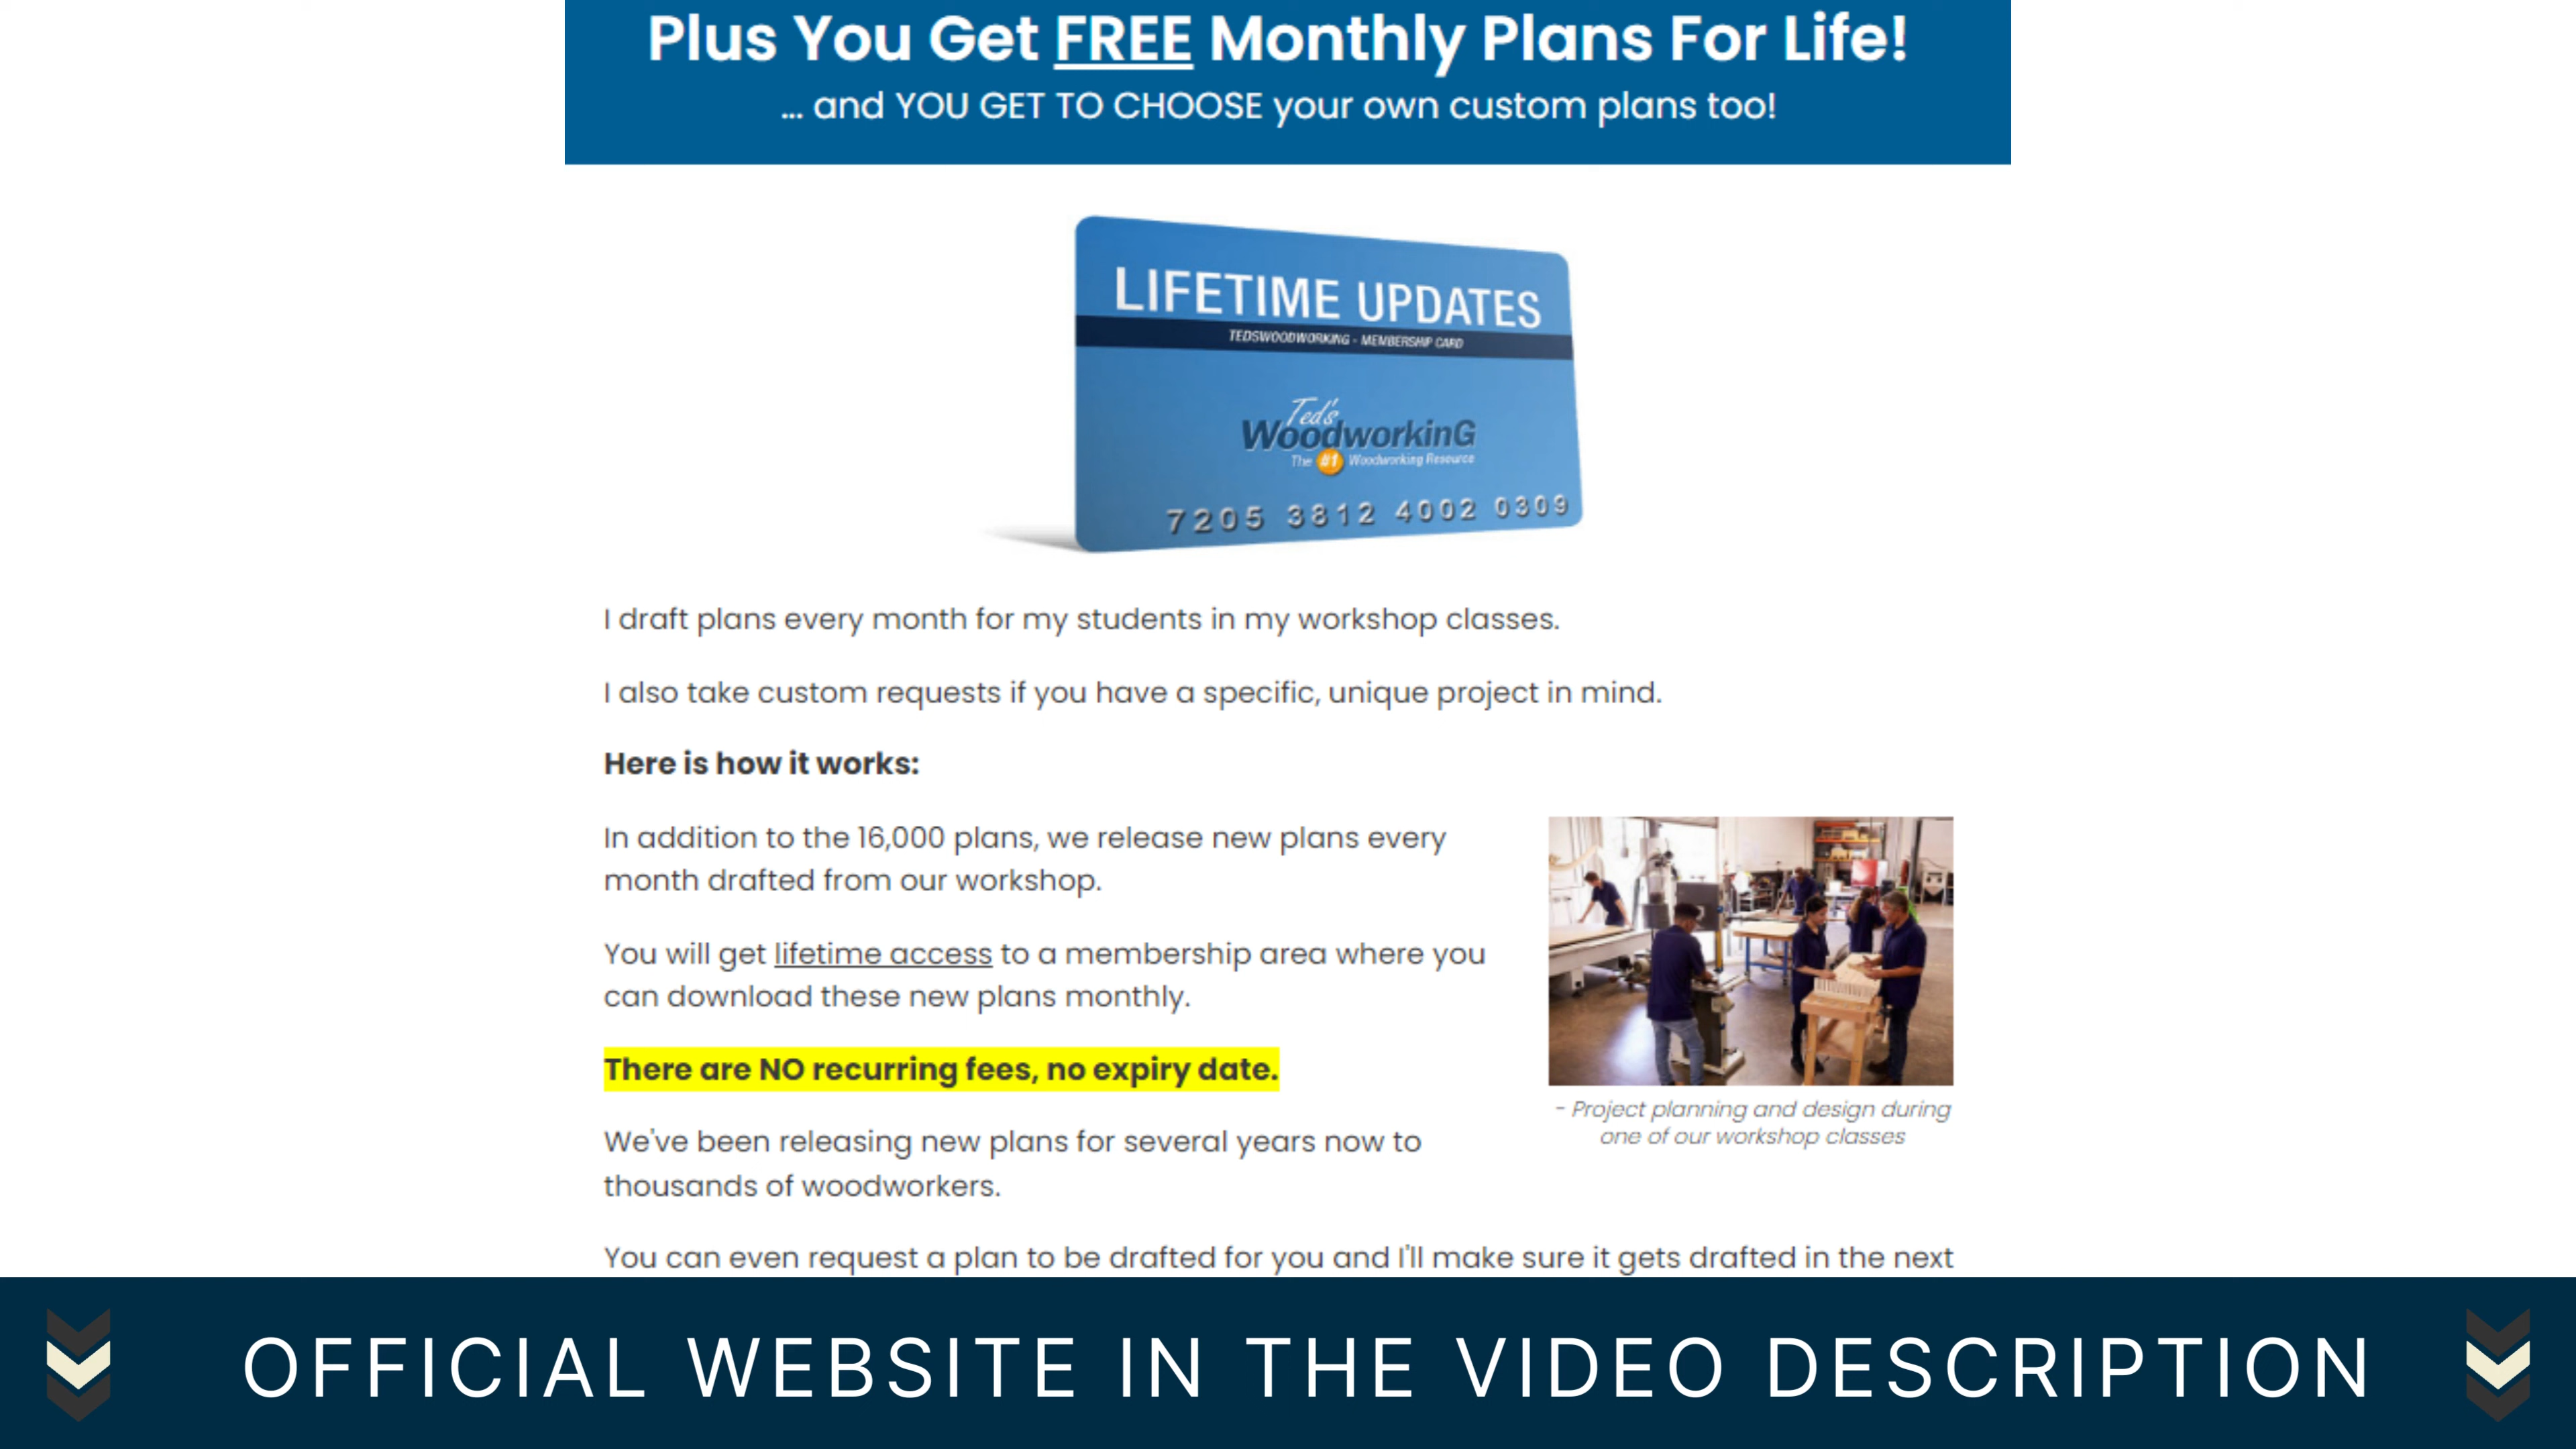 Plus You Get FREE Monthly Plans For Life!
... and YOU GET TO CHOOSE your own custom plans too!
LIFETIME UPDATES
TEDSWOODWORKING - MEMBERSHIP CARD
Ted's
WoodworkinG
The #1 Woodworking Resource
7205 3812 4002 0309
I draft plans every month for my students in my workshop classes.
I also take custom requests if you have a specific, unique project in mind.
Here is how it works:
In addition to the 16,000 plans, we release new plans every
month drafted from our workshop.
You will get lifetime access to a membership area where you
can download these new plans monthly.
There are NO recurring fees, no expiry date.
- Project planning and design during
one of our workshop classes
We've been releasing new plans for several years now to
thousands of woodworkers.
You can even request a plan to be drafted for you and I'll make sure it gets drafted in the next
OFFICIAL WEBSITE IN THE VIDEO DESCRIPTION